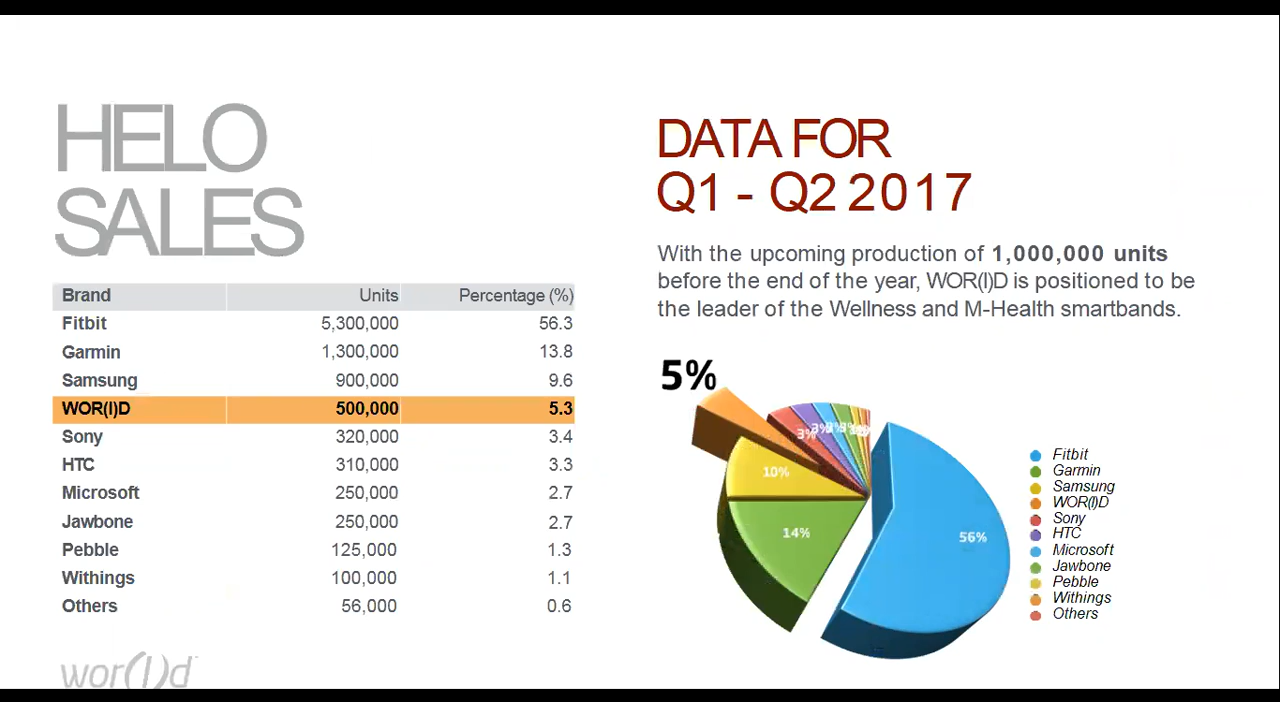 HELO
SALES
Brand Units Percentage (%)
Fitbit 5,300,000 56.3
Garmin 1,300,000 13.8
Samsung 900,000 9.6
WOR(I)D 500,000 5.3
Sony 320,000 3.4
HTC 310,000 3.3
Microsoft 250,000 2.7
Jawbone 250,000 2.7
Pebble 125,000 1.3
Withings 100,000 1.1
Others 56,000 0.6
wor(l)d
DATA FOR
Q1 - Q2 2017
With the upcoming production of 1,000,000 units
before the end of the year, WOR(I)D is positioned to be
the leader of the Wellness and M-Health smartbands.
5%
3% 3% 3% 3%
10%
14%
56%
Fitbit
Garmin
Samsung
WOR(I)D
Sony
HTC
Microsoft
Jawbone
Pebble
Withings
Others